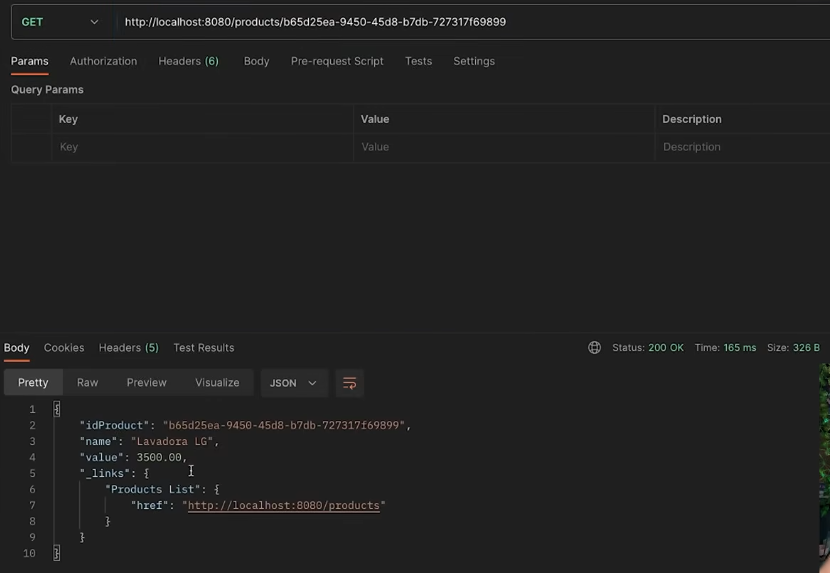 GET http://localhost:8080/products/b65d25ea-9450-45d8-b7db-727317f69899
Params Authorization Headers (6) Body Pre-request Script Tests Settings
Query Params
Key Value Description
Key Value Description
Body Cookies Headers (5) Test Results Status: 200 OK Time: 165 ms Size: 326 B
Pretty Raw Preview Visualize JSON
1 {
2 "idProduct": "b65d25ea-9450-45d8-b7db-727317f69899",
3 "name": "Lavadora LG",
4 "value": 3500.00,
5 "_links": {
6 "Products List": {
7 "href": "http://localhost:8080/products"
8 }
9 }
10 }